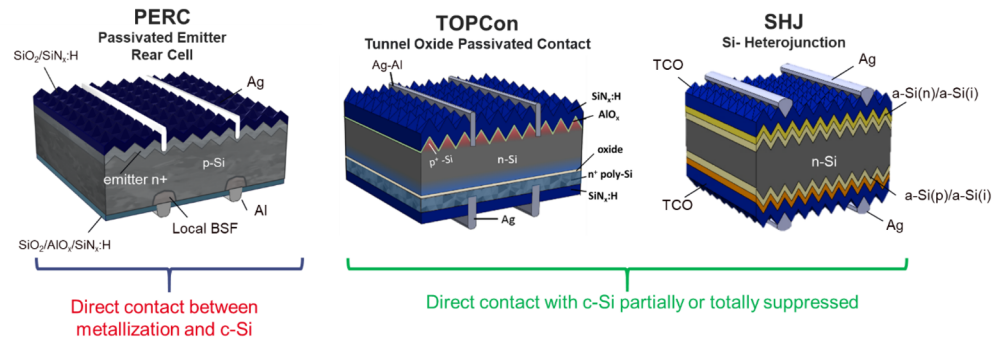 PERC
Passivated Emitter
Rear Cell
SiO₂/SiNₓ:H
Ag
p-Si
emitter n+
Al
Local BSF
SiO₂/AlOₓ/SiNₓ:H
Direct contact between
metallization and c-Si
TOPCon
Tunnel Oxide Passivated Contact
Ag-Al
SiNₓ:H
AlOₓ
p⁺ -Si
n-Si
oxide
n⁺ poly-Si
SiNₓ:H
Ag
SHJ
Si- Heterojunction
TCO
Ag
a-Si(n)/a-Si(i)
n-Si
a-Si(p)/a-Si(i)
TCO
Ag
Direct contact with c-Si partially or totally suppressed